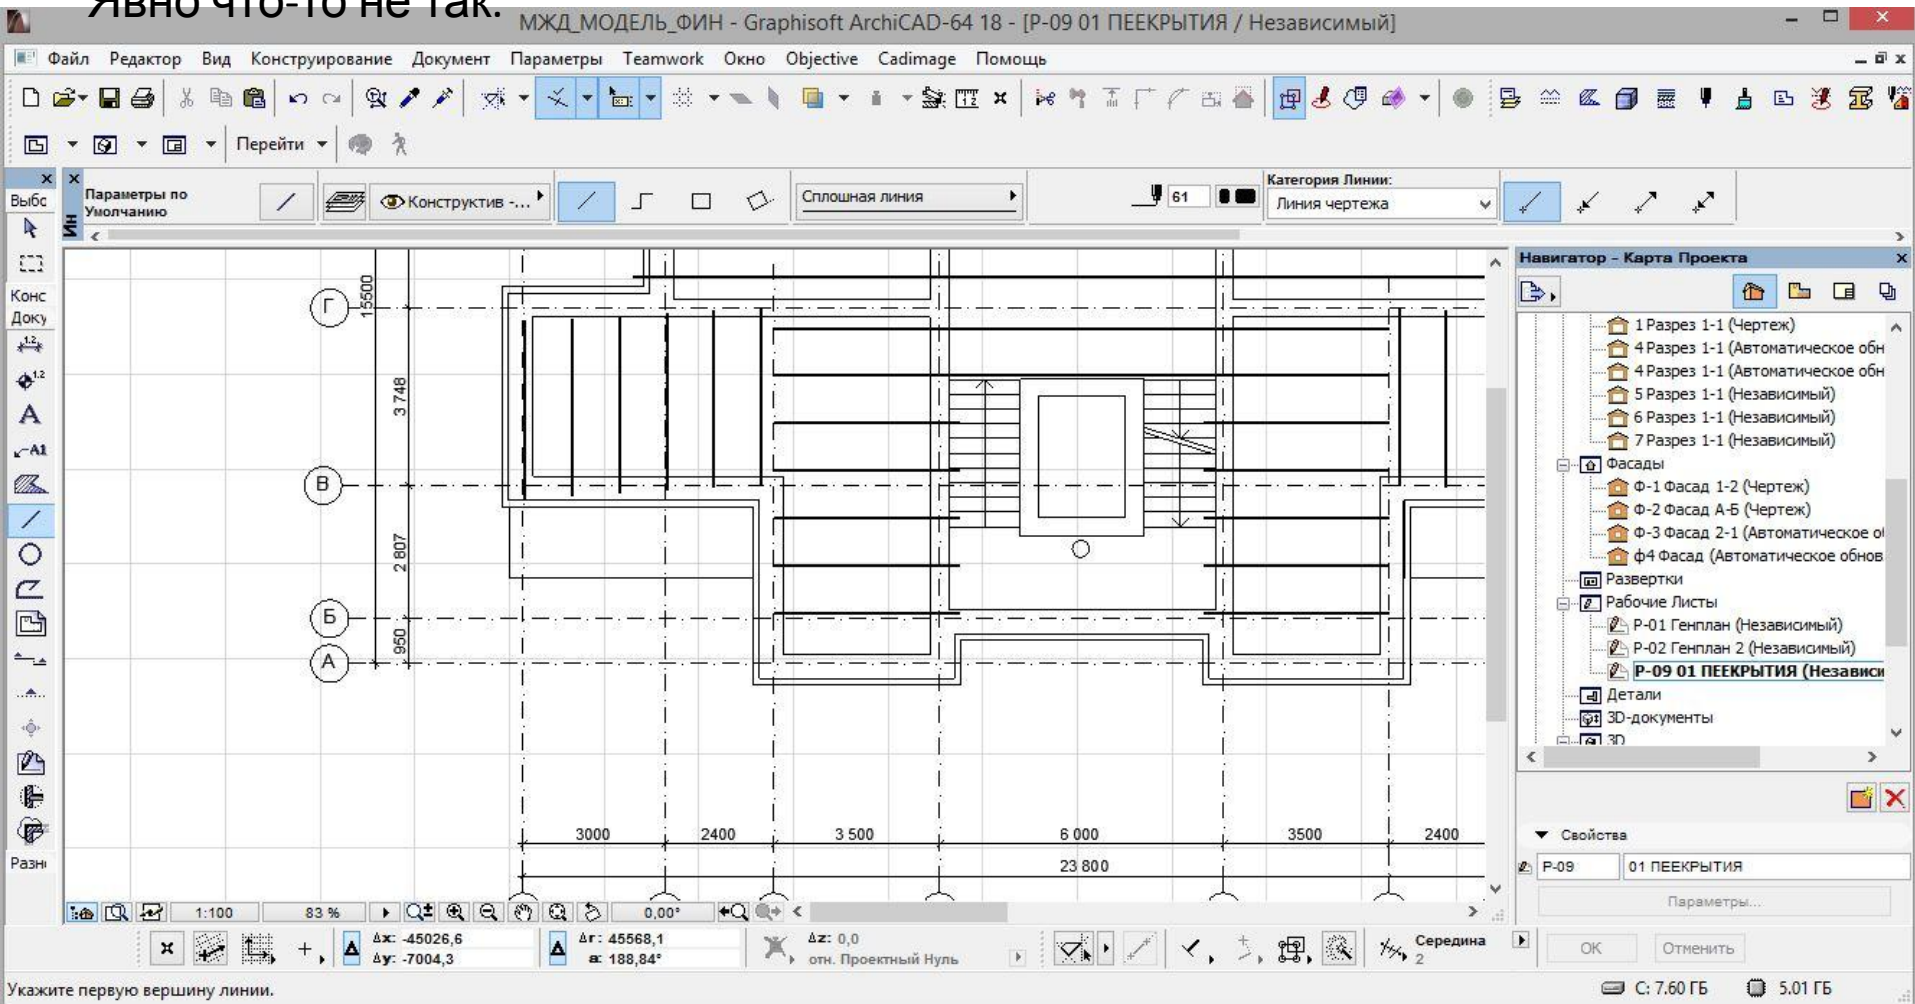 Явно что-то не так.
МЖД_МОДЕЛЬ_ФИН - Graphisoft ArchiCAD-64 18 - [Р-09 01 ПЕЕКРЫТИЯ / Независимый]
Файл Редактор Вид Конструирование Документ Параметры Teamwork Окно Objective Cadimage Помощь
Перейти
Выбс
Параметры по Умолчанию
Конструктив -...
Сплошная линия
61
Категория Линии:
Линия чертежа
Ин
Конс
Доку
1.2
1.2
A
A1
Разн
Г
В
Б
А
15500
3 748
2 807
950
3000 2400 3 500 6 000 3500 2400
23 800
Навигатор - Карта Проекта
1 Разрез 1-1 (Чертеж)
4 Разрез 1-1 (Автоматическое обн
4 Разрез 1-1 (Автоматическое обн
5 Разрез 1-1 (Независимый)
6 Разрез 1-1 (Независимый)
7 Разрез 1-1 (Независимый)
Фасады
Ф-1 Фасад 1-2 (Чертеж)
Ф-2 Фасад А-Б (Чертеж)
Ф-3 Фасад 2-1 (Автоматическое о
ф4 Фасад (Автоматическое обнов
Развертки
Рабочие Листы
Р-01 Генплан (Независимый)
Р-02 Генплан 2 (Независимый)
Р-09 01 ПЕЕКРЫТИЯ (Независи
Детали
3D-документы
3D
Свойства
Р-09 01 ПЕЕКРЫТИЯ
Параметры...
1:100 83 % 0,00°
Δx: -45026,6
Δy: -7004,3
Δr: 45568,1
a: 188,84°
Δz: 0,0
отн. Проектный Нуль
Середина
2
ОК Отменить
Укажите первую вершину линии.
C: 7.60 ГБ 5.01 ГБ